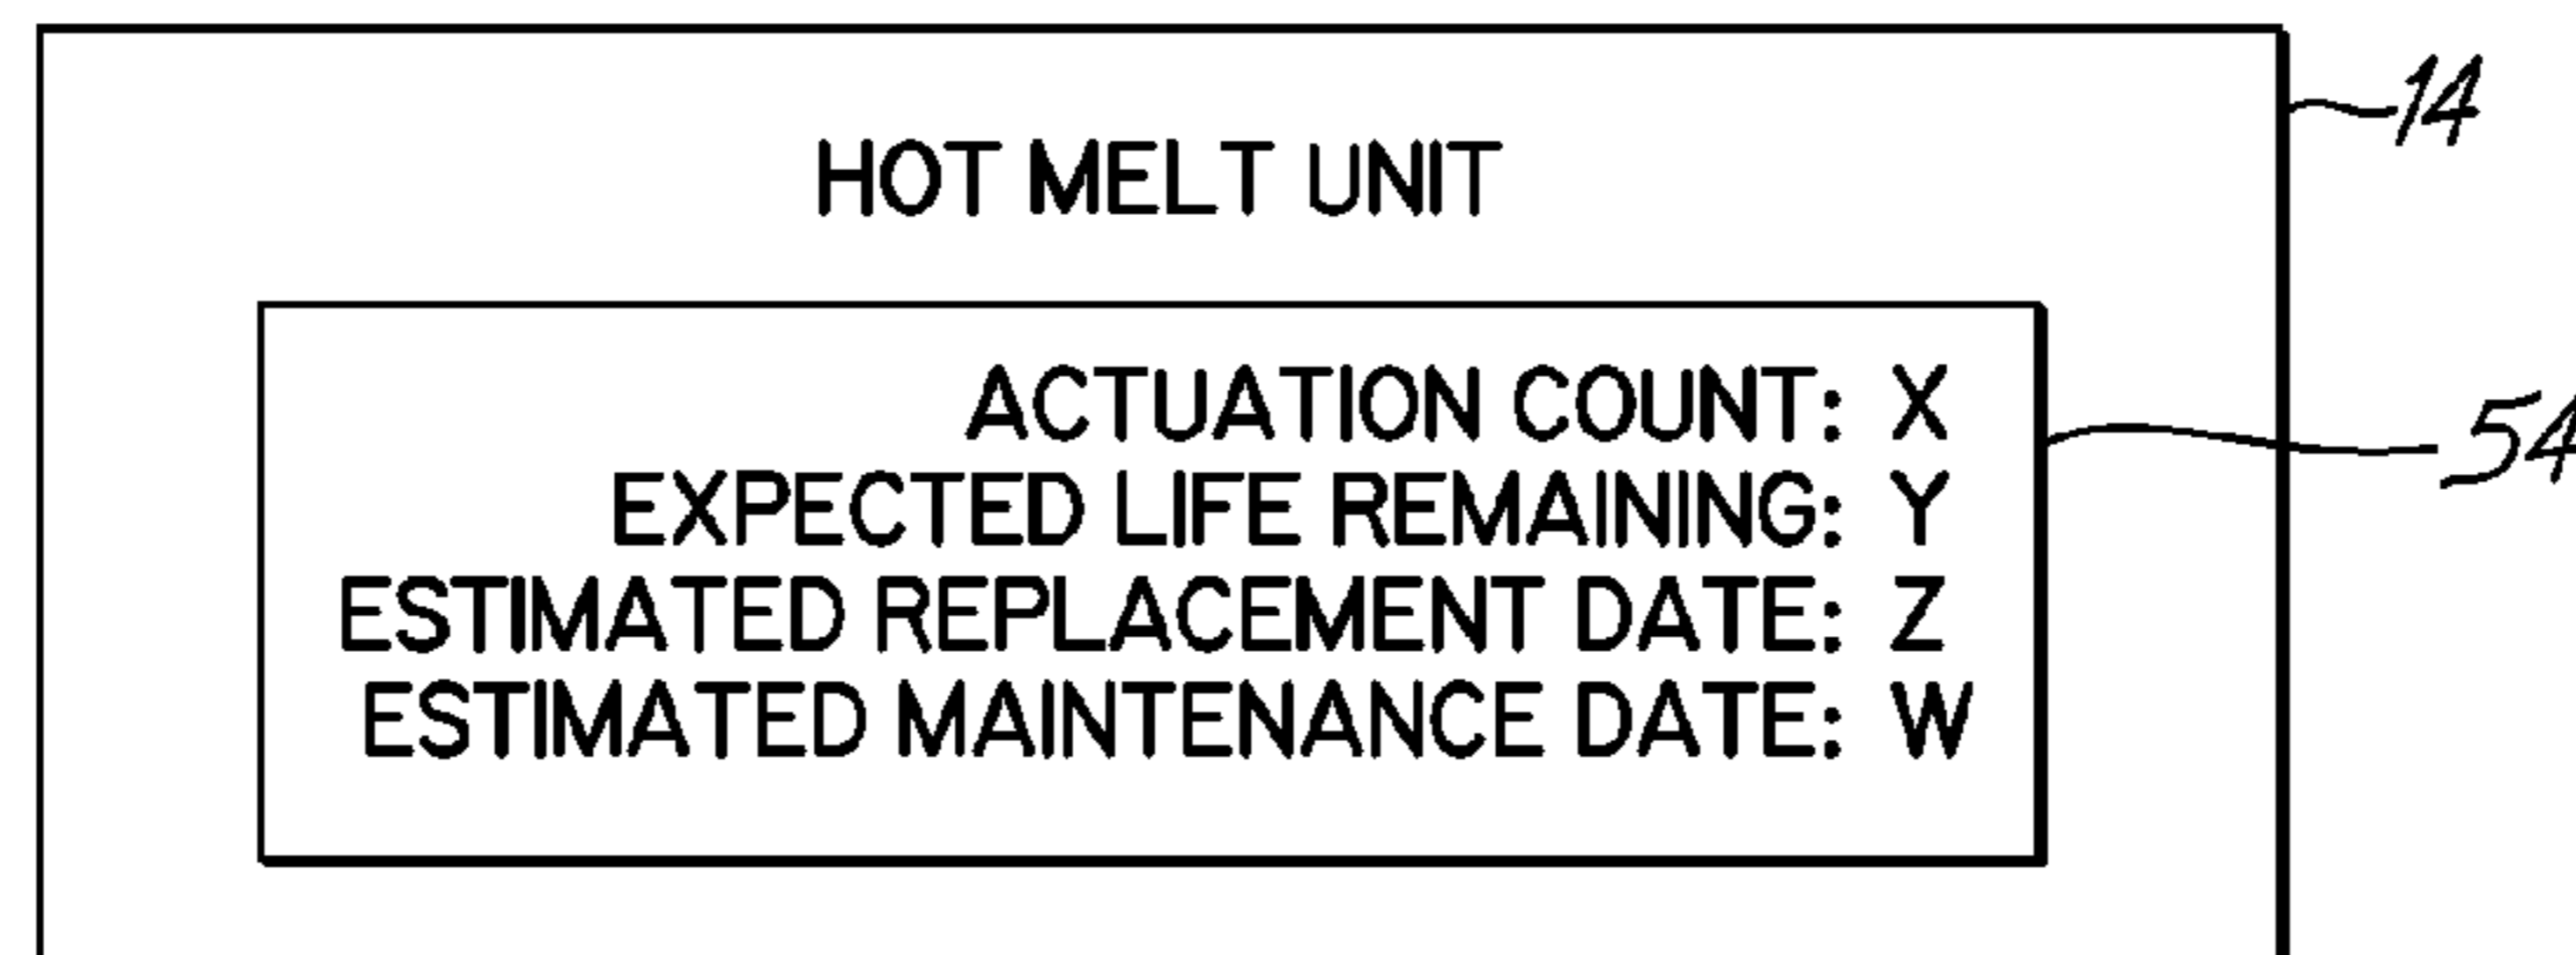 14
HOT MELT UNIT
ACTUATION COUNT: X
54
EXPECTED LIFE REMAINING: Y
ESTIMATED REPLACEMENT DATE: Z
ESTIMATED MAINTENANCE DATE: W